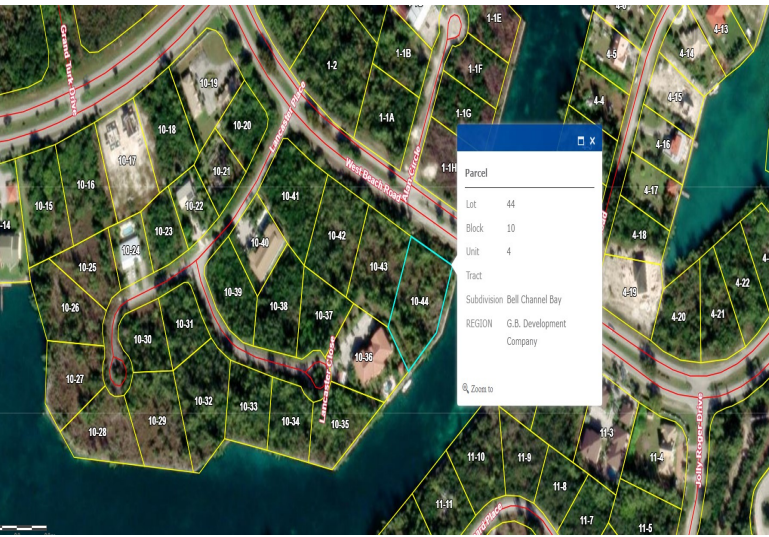 1-1E
4-13
4-14
4-5
10-19
1-2
1-1B
1-1F
4-15
4-4
10-18
10-20
1-1A
1-1G
4-16
Grand Turk Drive
Lancaster Place
West Beach Road
Alan Circle
1-1H
10-17
10-21
10-16
10-15
10-22
10-41
4-17
-14
10-23
10-24
10-40
10-42
4-18
10-25
10-43
10-44
4-19
4-22
10-26
10-39
10-38
10-37
4-20
4-21
10-30
10-31
10-36
10-27
Lancaster Close
10-32
10-33
10-34
10-35
10-28
10-29
11-3
11-4
Jolly Roger Drive
11-10
11-9
11-8
11-11
11-7
11-5
ard Place
Parcel
Lot 44
Block 10
Unit 4
Tract
Subdivision Bell Channel Bay
REGION G.B. Development
Company
Zoom to